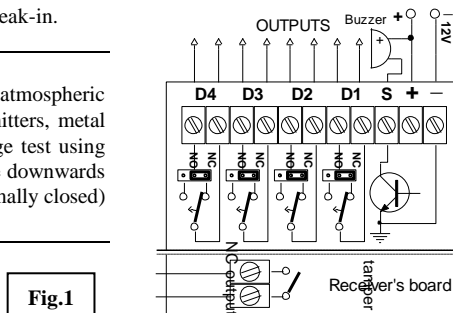 eak-in.
atmospheric
itters, metal
ge test using
e downwards
nally closed)
Fig.1
OUTPUTS
Buzzer + −
12V
+
D4 D3 D2 D1 S + −
NO NC NO NC NO NC NO NC
NC output
tamper
Receiver's board